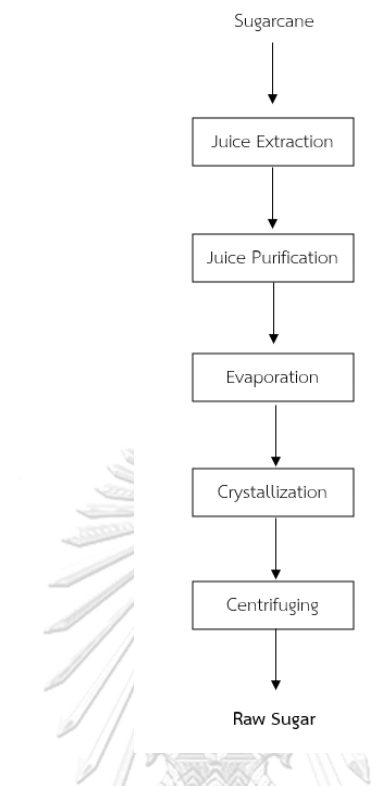 Sugarcane
Juice Extraction
Juice Purification
Evaporation
Crystallization
Centrifuging
Raw Sugar